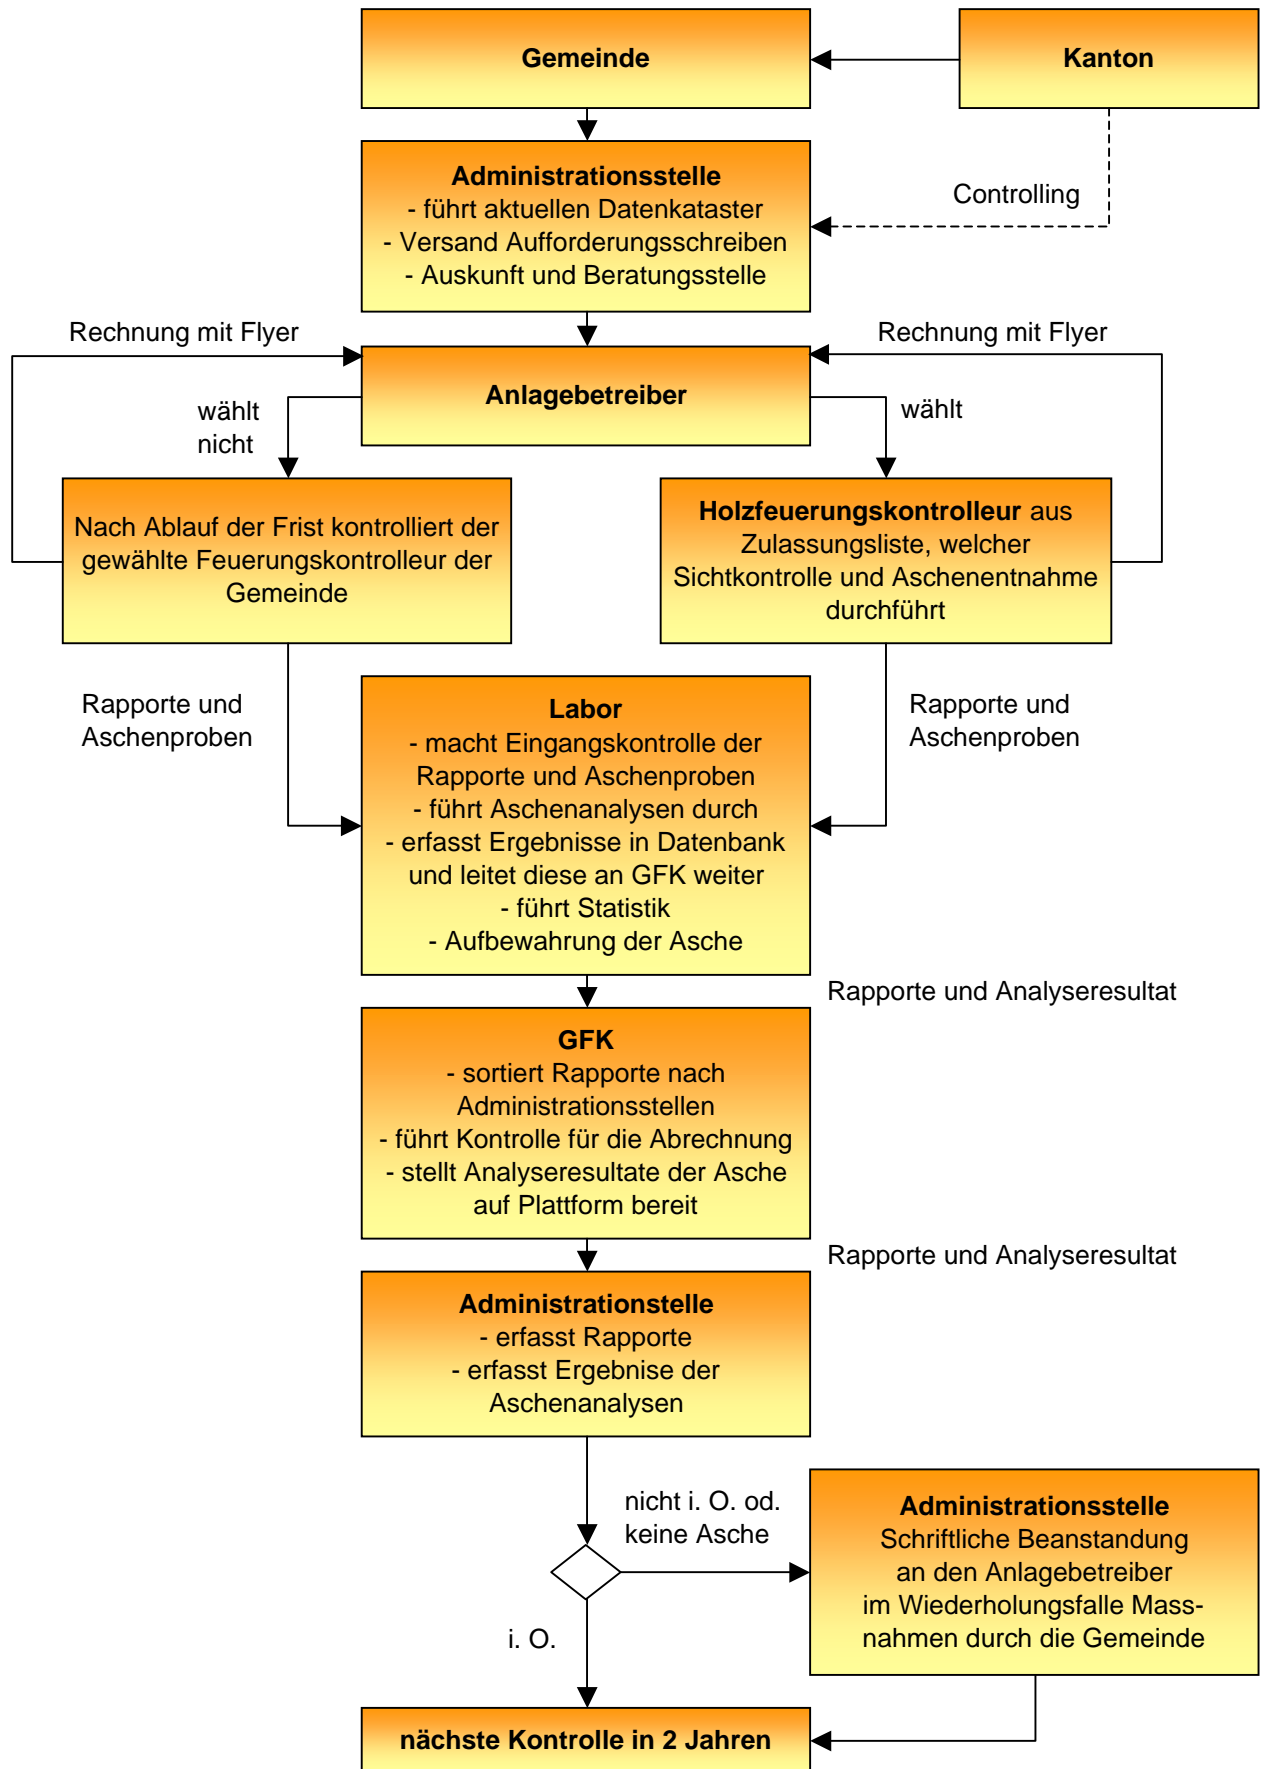 Gemeinde
Kanton
Administrationsstelle
- führt aktuellen Datenkataster
- Versand Aufforderungsschreiben
- Auskunft und Beratungsstelle
Controlling
Rechnung mit Flyer
Rechnung mit Flyer
Anlagebetreiber
wählt
nicht
wählt
Nach Ablauf der Frist kontrolliert der
gewählte Feuerungskontrolleur der
Gemeinde
Holzfeuerungskontrolleur aus
Zulassungsliste, welcher
Sichtkontrolle und Aschenentnahme
durchführt
Rapporte und
Aschenproben
Rapporte und
Aschenproben
Labor
- macht Eingangskontrolle der
Rapporte und Aschenproben
- führt Aschenanalysen durch
- erfasst Ergebnisse in Datenbank
und leitet diese an GFK weiter
- führt Statistik
- Aufbewahrung der Asche
Rapporte und Analyseresultat
GFK
- sortiert Rapporte nach
Administrationsstellen
- führt Kontrolle für die Abrechnung
- stellt Analyseresultate der Asche
auf Plattform bereit
Rapporte und Analyseresultat
Administrationstelle
- erfasst Rapporte
- erfasst Ergebnise der
Aschenanalysen
nicht i. O. od.
keine Asche
Administrationsstelle
Schriftliche Beanstandung
an den Anlagebetreiber
im Wiederholungsfalle Mass-
nahmen durch die Gemeinde
i. O.
nächste Kontrolle in 2 Jahren